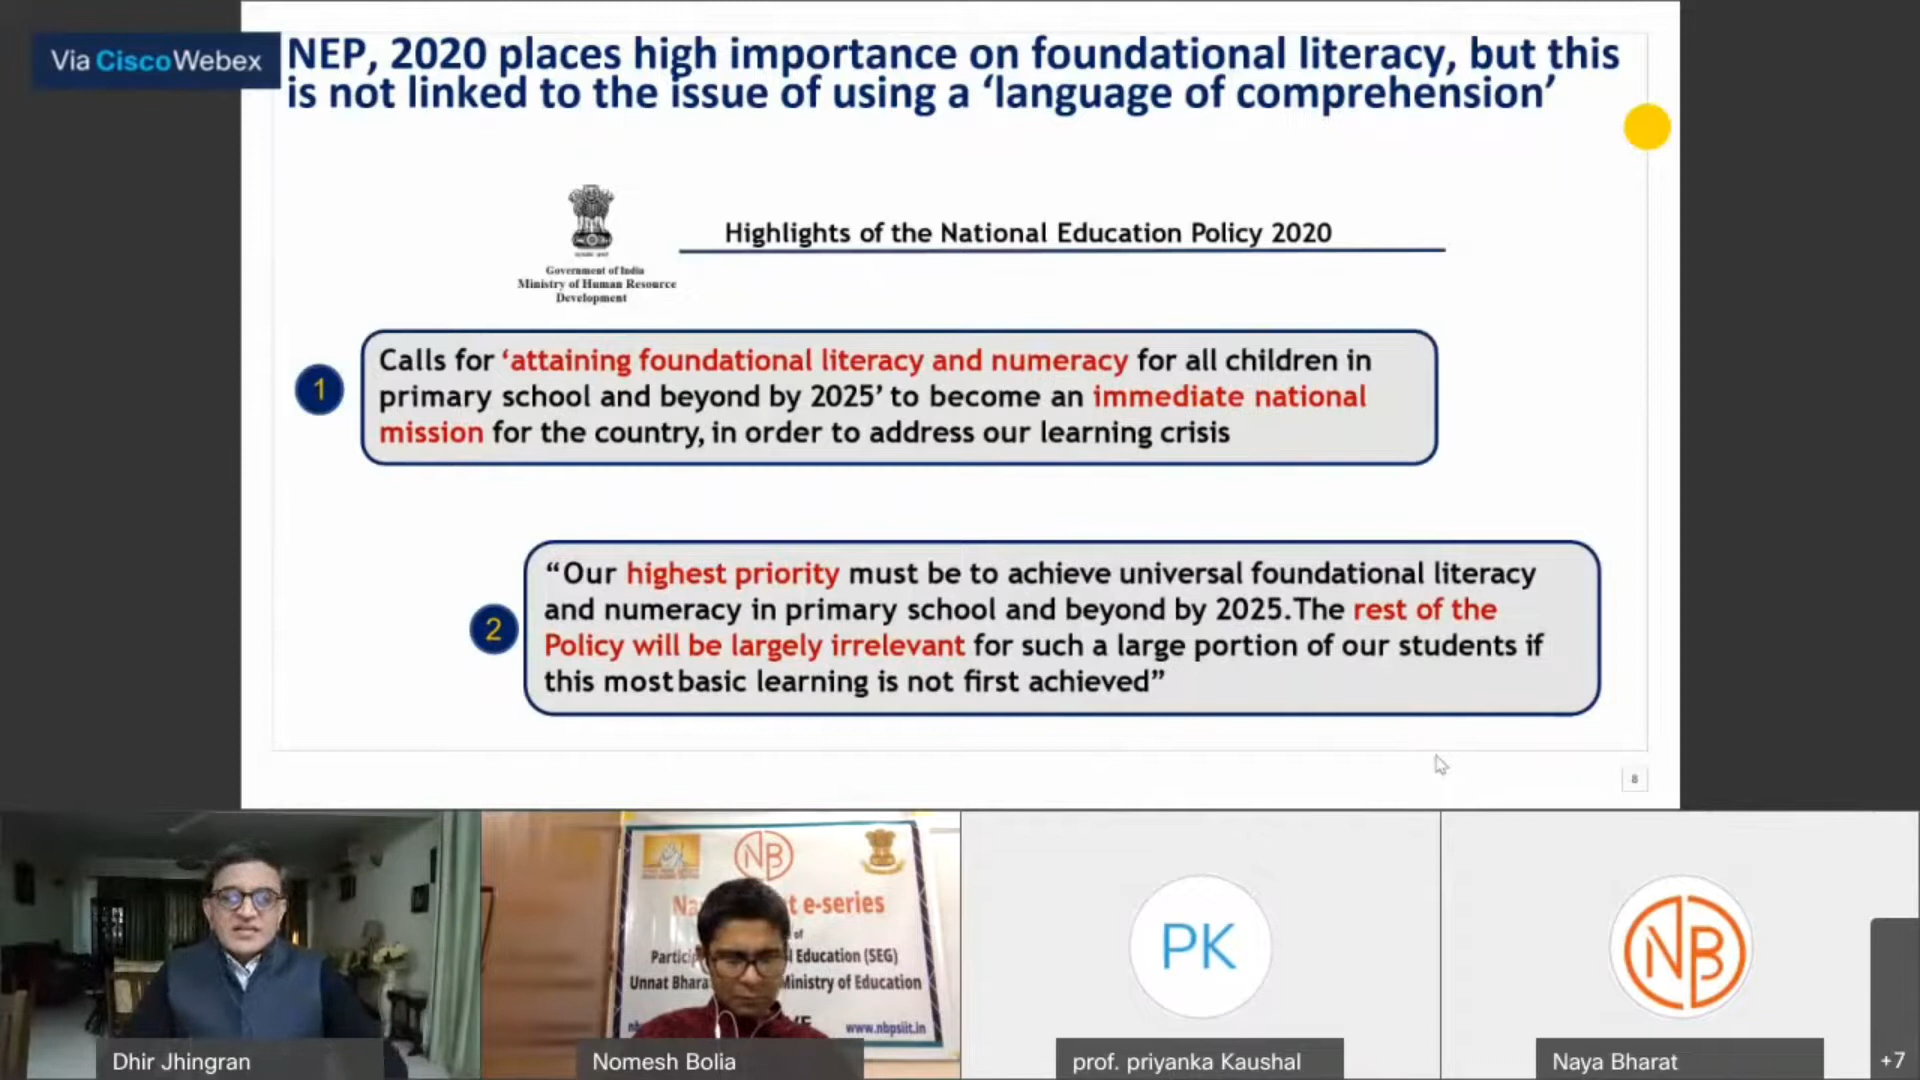 Via CiscoWebex
NEP, 2020 places high importance on foundational literacy, but this
is not linked to the issue of using a ‘language of comprehension’
Highlights of the National Education Policy 2020
Government of India
Ministry of Human Resource
Development
1
Calls for ‘attaining foundational literacy and numeracy for all children in
primary school and beyond by 2025’ to become an immediate national
mission for the country, in order to address our learning crisis
2
“Our highest priority must be to achieve universal foundational literacy
and numeracy in primary school and beyond by 2025. The rest of the
Policy will be largely irrelevant for such a large portion of our students if
this most basic learning is not first achieved”
8
NB
e-series
of
Education (SEG)
Unnat Ministry of Education
www.nbpsiit.in
PK
NB
Dhir Jhingran
Nomesh Bolia
prof. priyanka Kaushal
Naya Bharat
+7